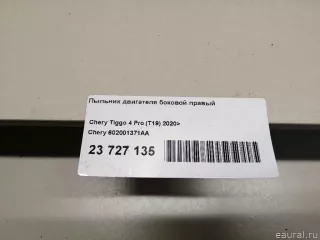 Пыльник двигателя боковой правый
Chery Tiggo 4 Pro (T19) 2020>
Chery 602001371AA
23 727 135
eaural.ru